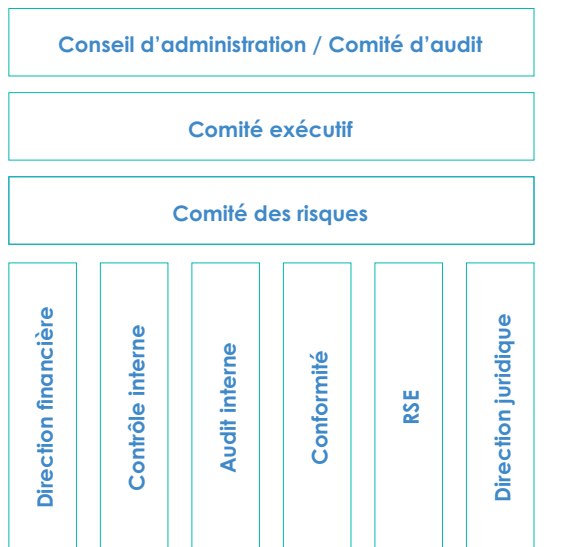 Conseil d’administration / Comité d’audit
Comité exécutif
Comité des risques
Direction financière
Contrôle interne
Audit interne
Conformité
RSE
Direction juridique